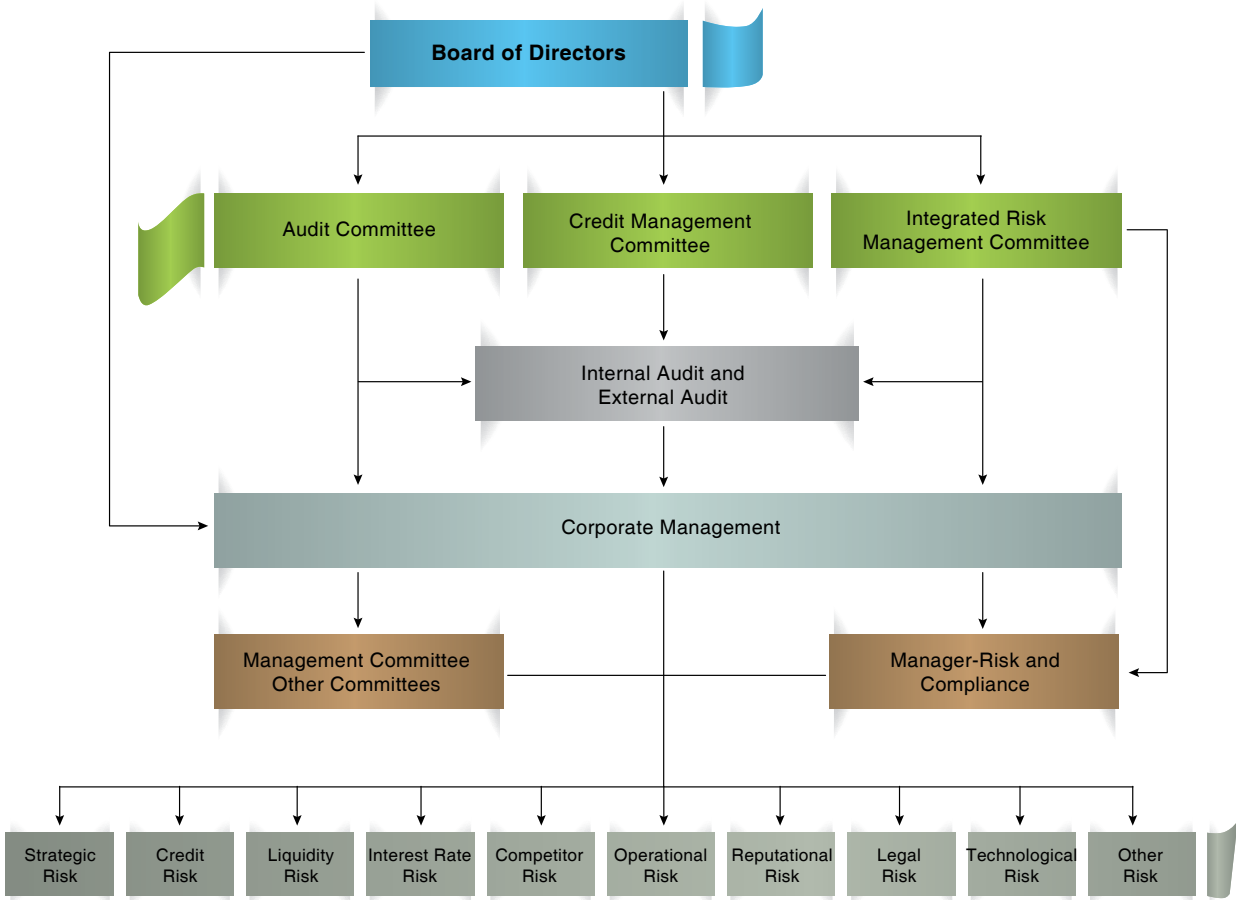 Board of Directors
Audit Committee
Credit Management
Committee
Integrated Risk
Management Committee
Internal Audit and
External Audit
Corporate Management
Management Committee
Other Committees
Manager-Risk and
Compliance
Strategic
Risk
Credit
Risk
Liquidity
Risk
Interest Rate
Risk
Competitor
Risk
Operational
Risk
Reputational
Risk
Legal
Risk
Technological
Risk
Other
Risk